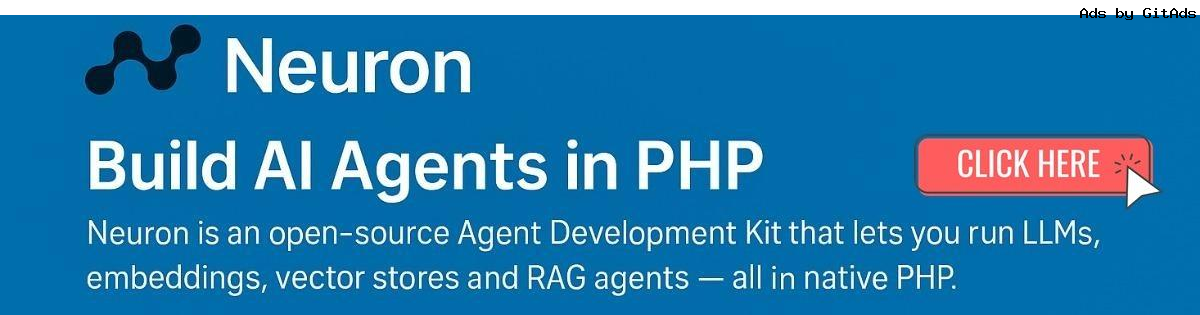 Ads by GitAds
Neuron
Build AI Agents in PHP
CLICK HERE
Neuron is an open-source Agent Development Kit that lets you run LLMs,
embeddings, vector stores and RAG agents — all in native PHP.